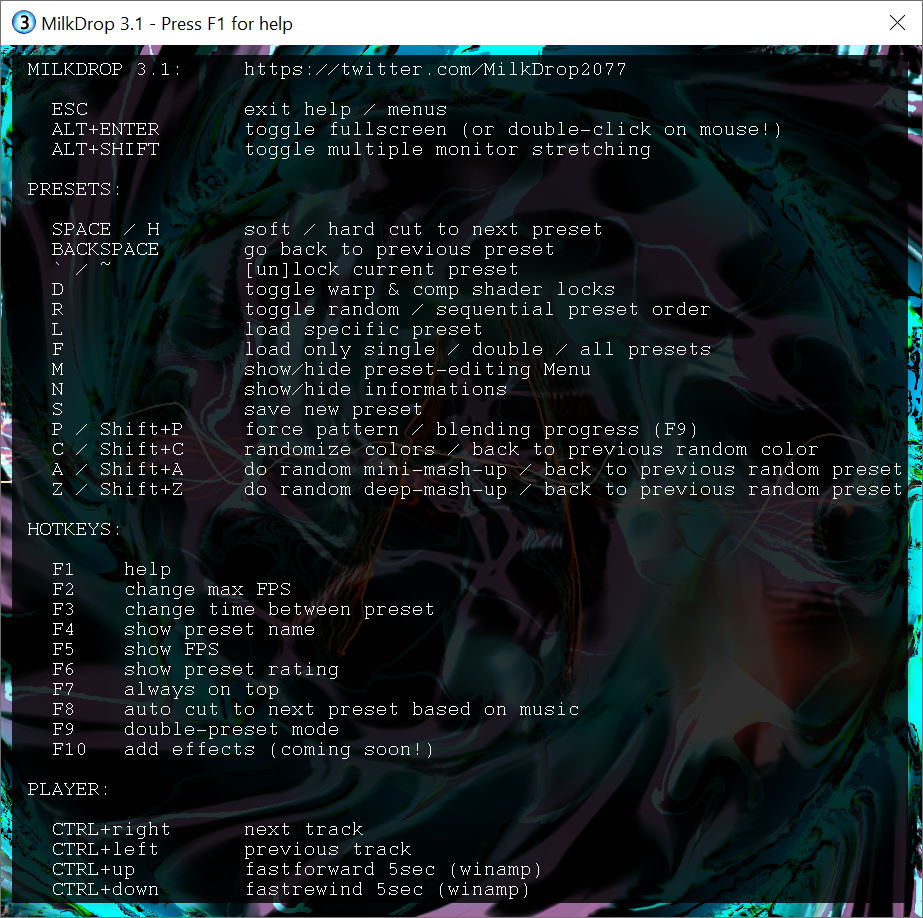 3 MilkDrop 3.1 - Press F1 for help
MILKDROP 3.1: https://twitter.com/MilkDrop2077
ESC exit help / menus
ALT+ENTER toggle fullscreen (or double-click on mouse!)
ALT+SHIFT toggle multiple monitor stretching
PRESETS:
SPACE / H soft / hard cut to next preset
BACKSPACE go back to previous preset
` / ~ [un]lock current preset
D toggle warp & comp shader locks
R toggle random / sequential preset order
L load specific preset
F load only single / double / all presets
M show/hide preset-editing Menu
N show/hide informations
S save new preset
P / Shift+P force pattern / blending progress (F9)
C / Shift+C randomize colors / back to previous random color
A / Shift+A do random mini-mash-up / back to previous random preset
Z / Shift+Z do random deep-mash-up / back to previous random preset
HOTKEYS:
F1 help
F2 change max FPS
F3 change time between preset
F4 show preset name
F5 show FPS
F6 show preset rating
F7 always on top
F8 auto cut to next preset based on music
F9 double-preset mode
F10 add effects (coming soon!)
PLAYER:
CTRL+right next track
CTRL+left previous track
CTRL+up fastforward 5sec (winamp)
CTRL+down fastrewind 5sec (winamp)